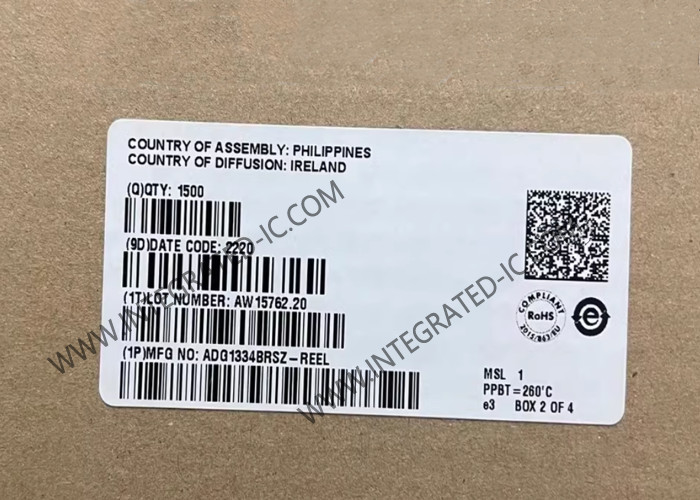 COUNTRY OF ASSEMBLY: PHILIPPINES
COUNTRY OF DIFFUSION: IRELAND
(Q)QTY: 1500
(9D)DATE CODE: 2220
(1T)LOT NUMBER: AW15762.20
(1P)MFG NO: ADG1334BRSZ-REEL
COMPLIANT
RoHS
2015/863/EU
e
MSL 1
PPBT=260'C
e3 BOX 2 OF 4
WWW.INTEGRATED-IC.COM
WWW.INTEGRATED-IC.COM